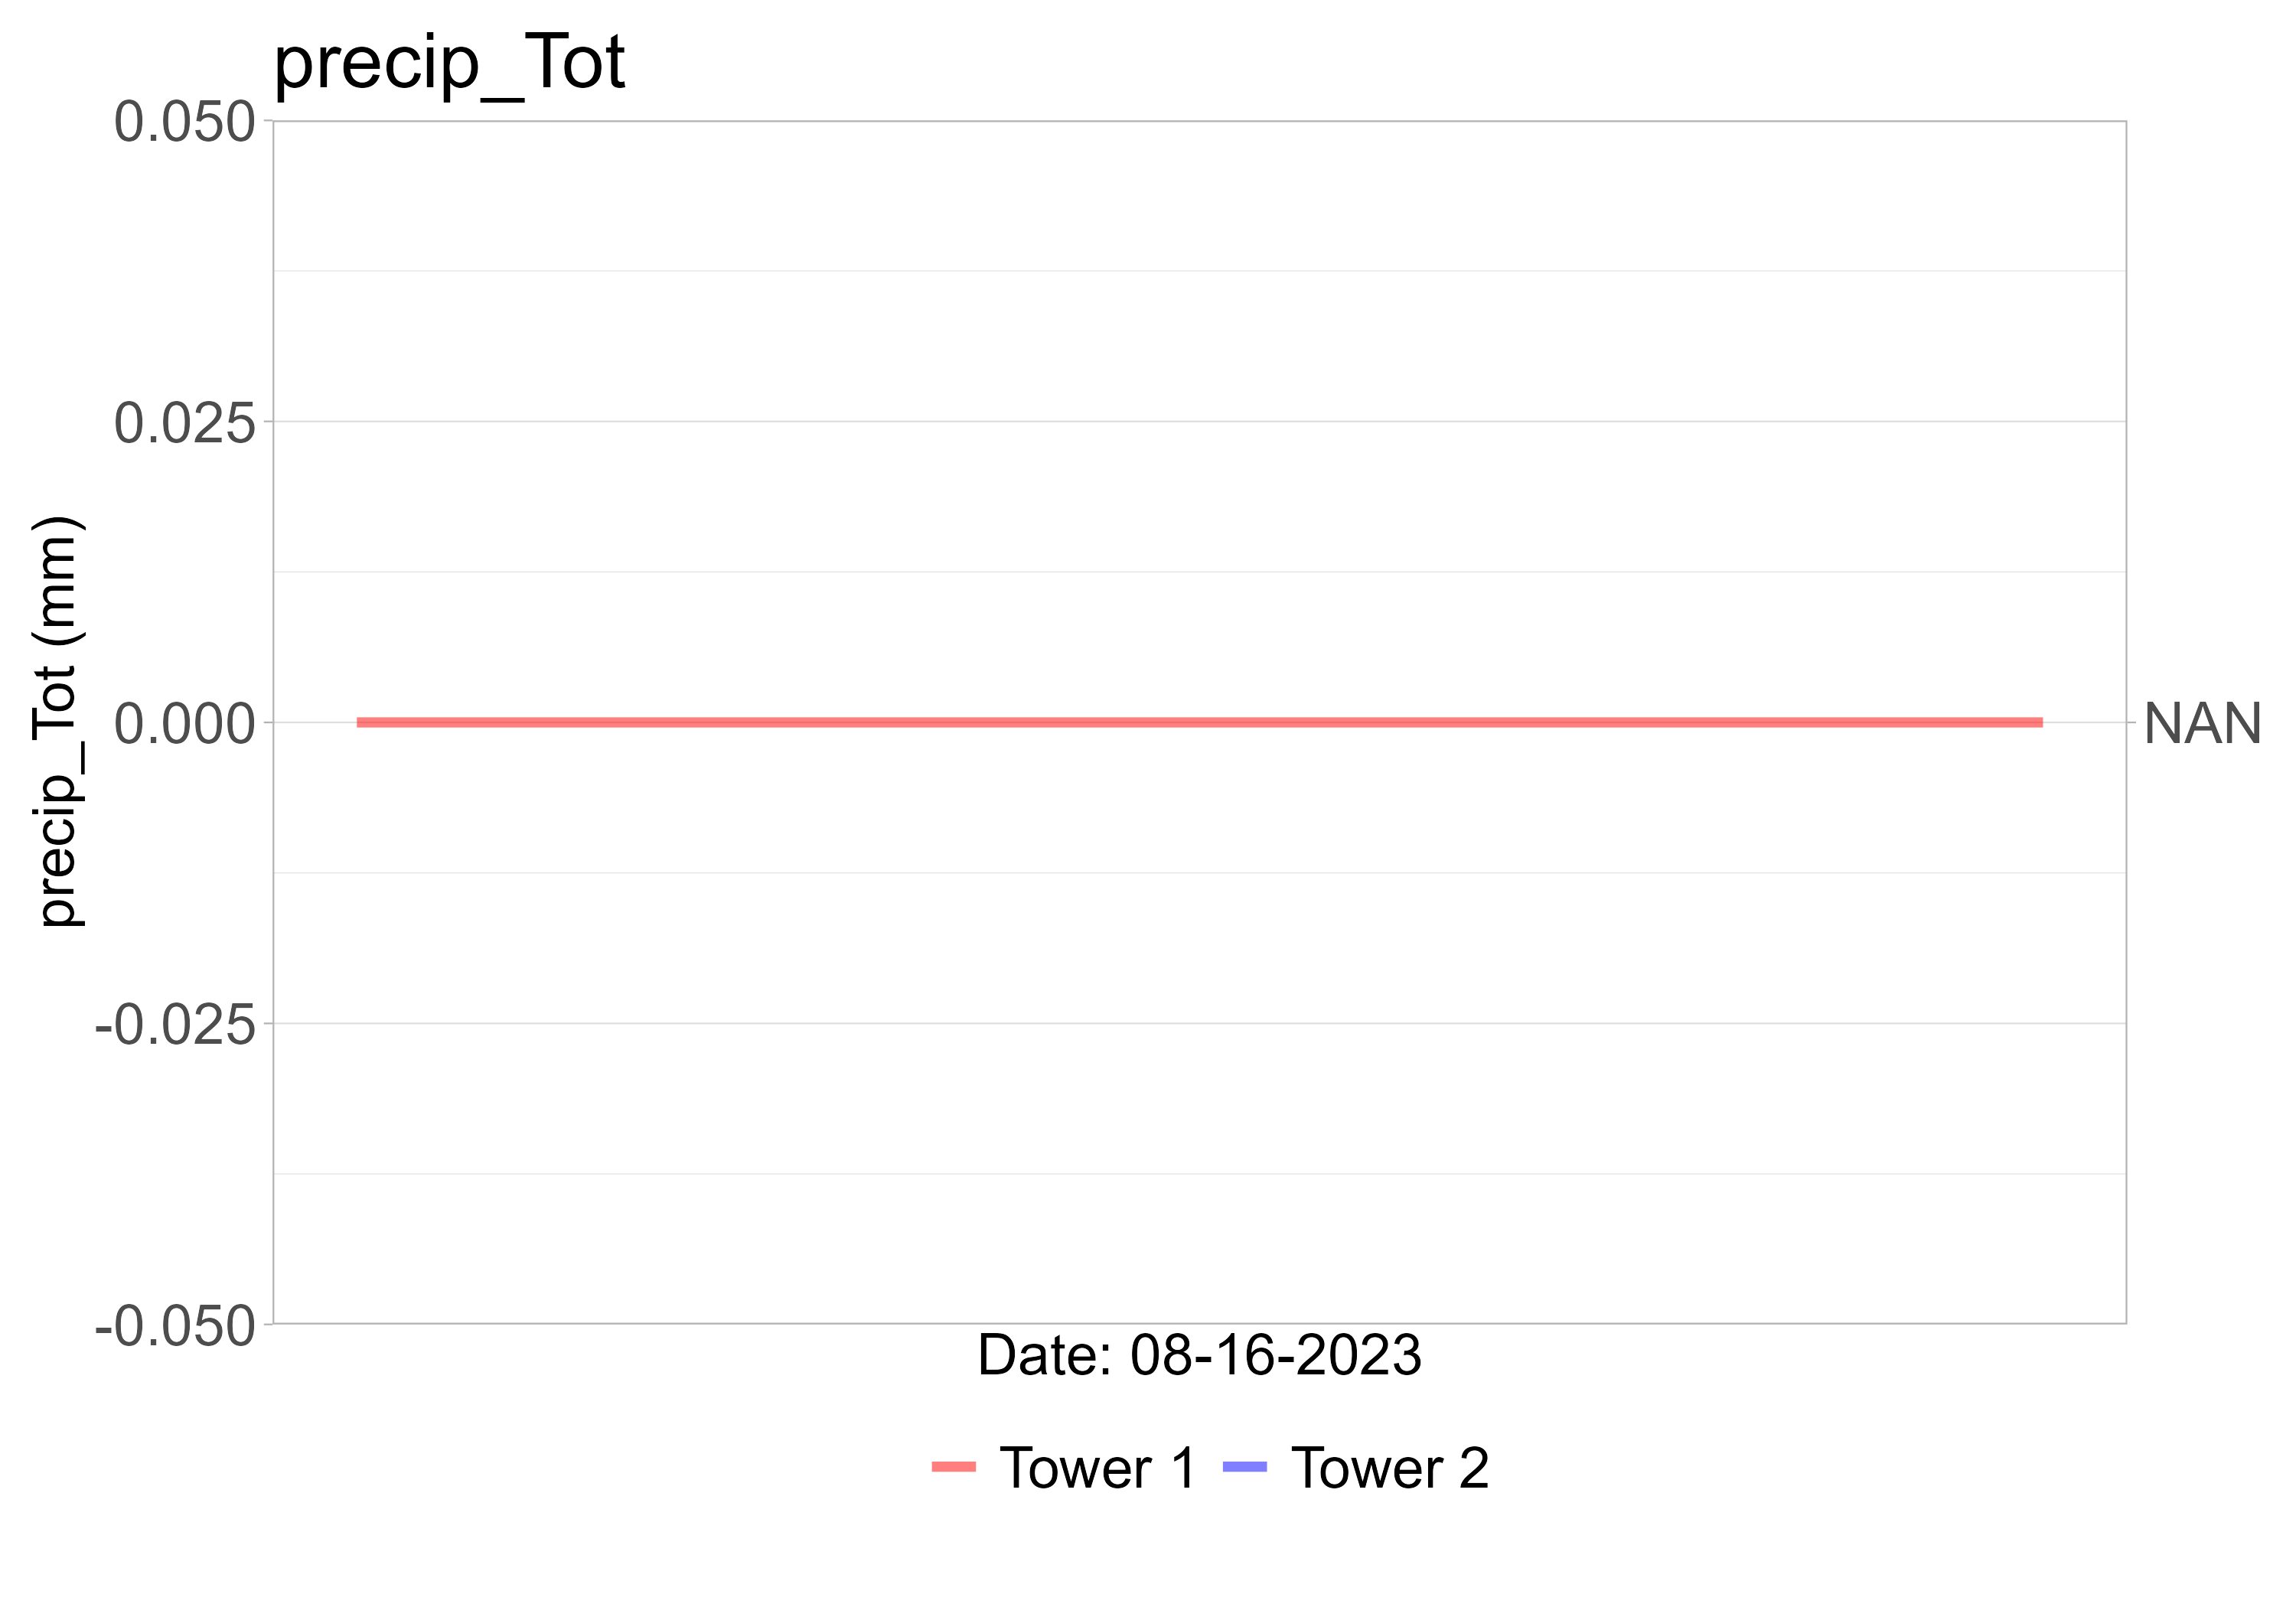 precip_Tot
0.050
0.025
0.000
-0.025
-0.050
precip_Tot (mm)
NAN
Date: 08-16-2023
Tower 1 Tower 2